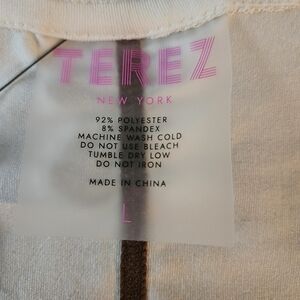 TEREZ
NEW YORK
92% POLYESTER
8% SPANDEX
MACHINE WASH COLD
DO NOT USE BLEACH
TUMBLE DRY LOW
DO NOT IRON
MADE IN CHINA
L